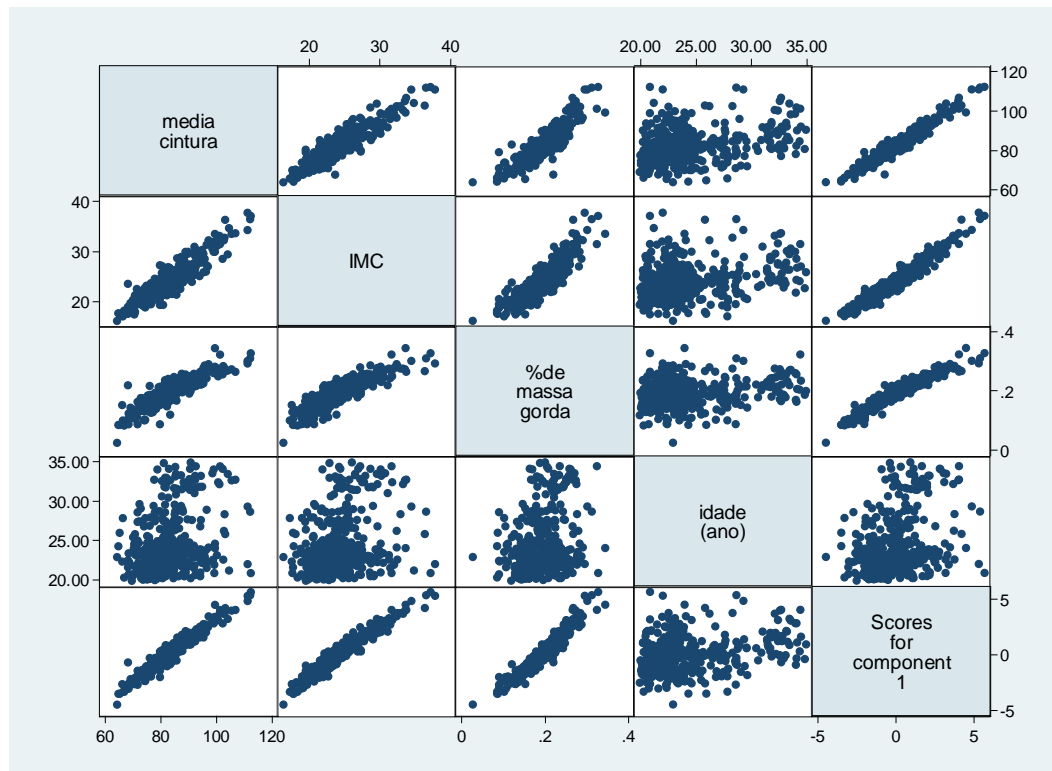 20 30 40 20.00 25.00 30.00 35.00
media
cintura
120
100
80
60
40
30
20
IMC
%de
massa
gorda
.4
.2
0
35.00
30.00
25.00
20.00
idade
(ano)
Scores
for
component
1
5
0
-5
60 80 100 120 0 .2 .4 -5 0 5